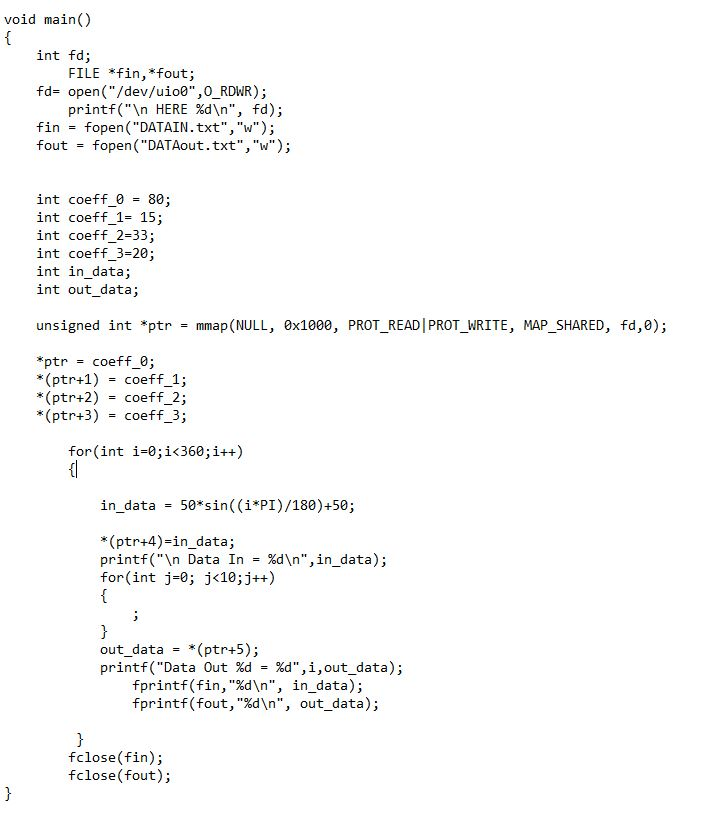 void main()
{
    int fd;
        FILE *fin,*fout;
    fd= open("/dev/uio0",O_RDWR);
        printf("\n HERE %d\n", fd);
    fin = fopen("DATAIN.txt","w");
    fout = fopen("DATAout.txt","w");


    int coeff_0 = 80;
    int coeff_1= 15;
    int coeff_2=33;
    int coeff_3=20;
    int in_data;
    int out_data;

    unsigned int *ptr = mmap(NULL, 0x1000, PROT_READ|PROT_WRITE, MAP_SHARED, fd,0);

    *ptr = coeff_0;
    *(ptr+1) = coeff_1;
    *(ptr+2) = coeff_2;
    *(ptr+3) = coeff_3;

        for(int i=0;i<360;i++)
        {

            in_data = 50*sin((i*PI)/180)+50;

            *(ptr+4)=in_data;
            printf("\n Data In = %d\n",in_data);
            for(int j=0; j<10;j++)
            {
                ;
            }
            out_data = *(ptr+5);
            printf("Data Out %d = %d",i,out_data);
                fprintf(fin,"%d\n", in_data);
                fprintf(fout,"%d\n", out_data);

         }
        fclose(fin);
        fclose(fout);
}